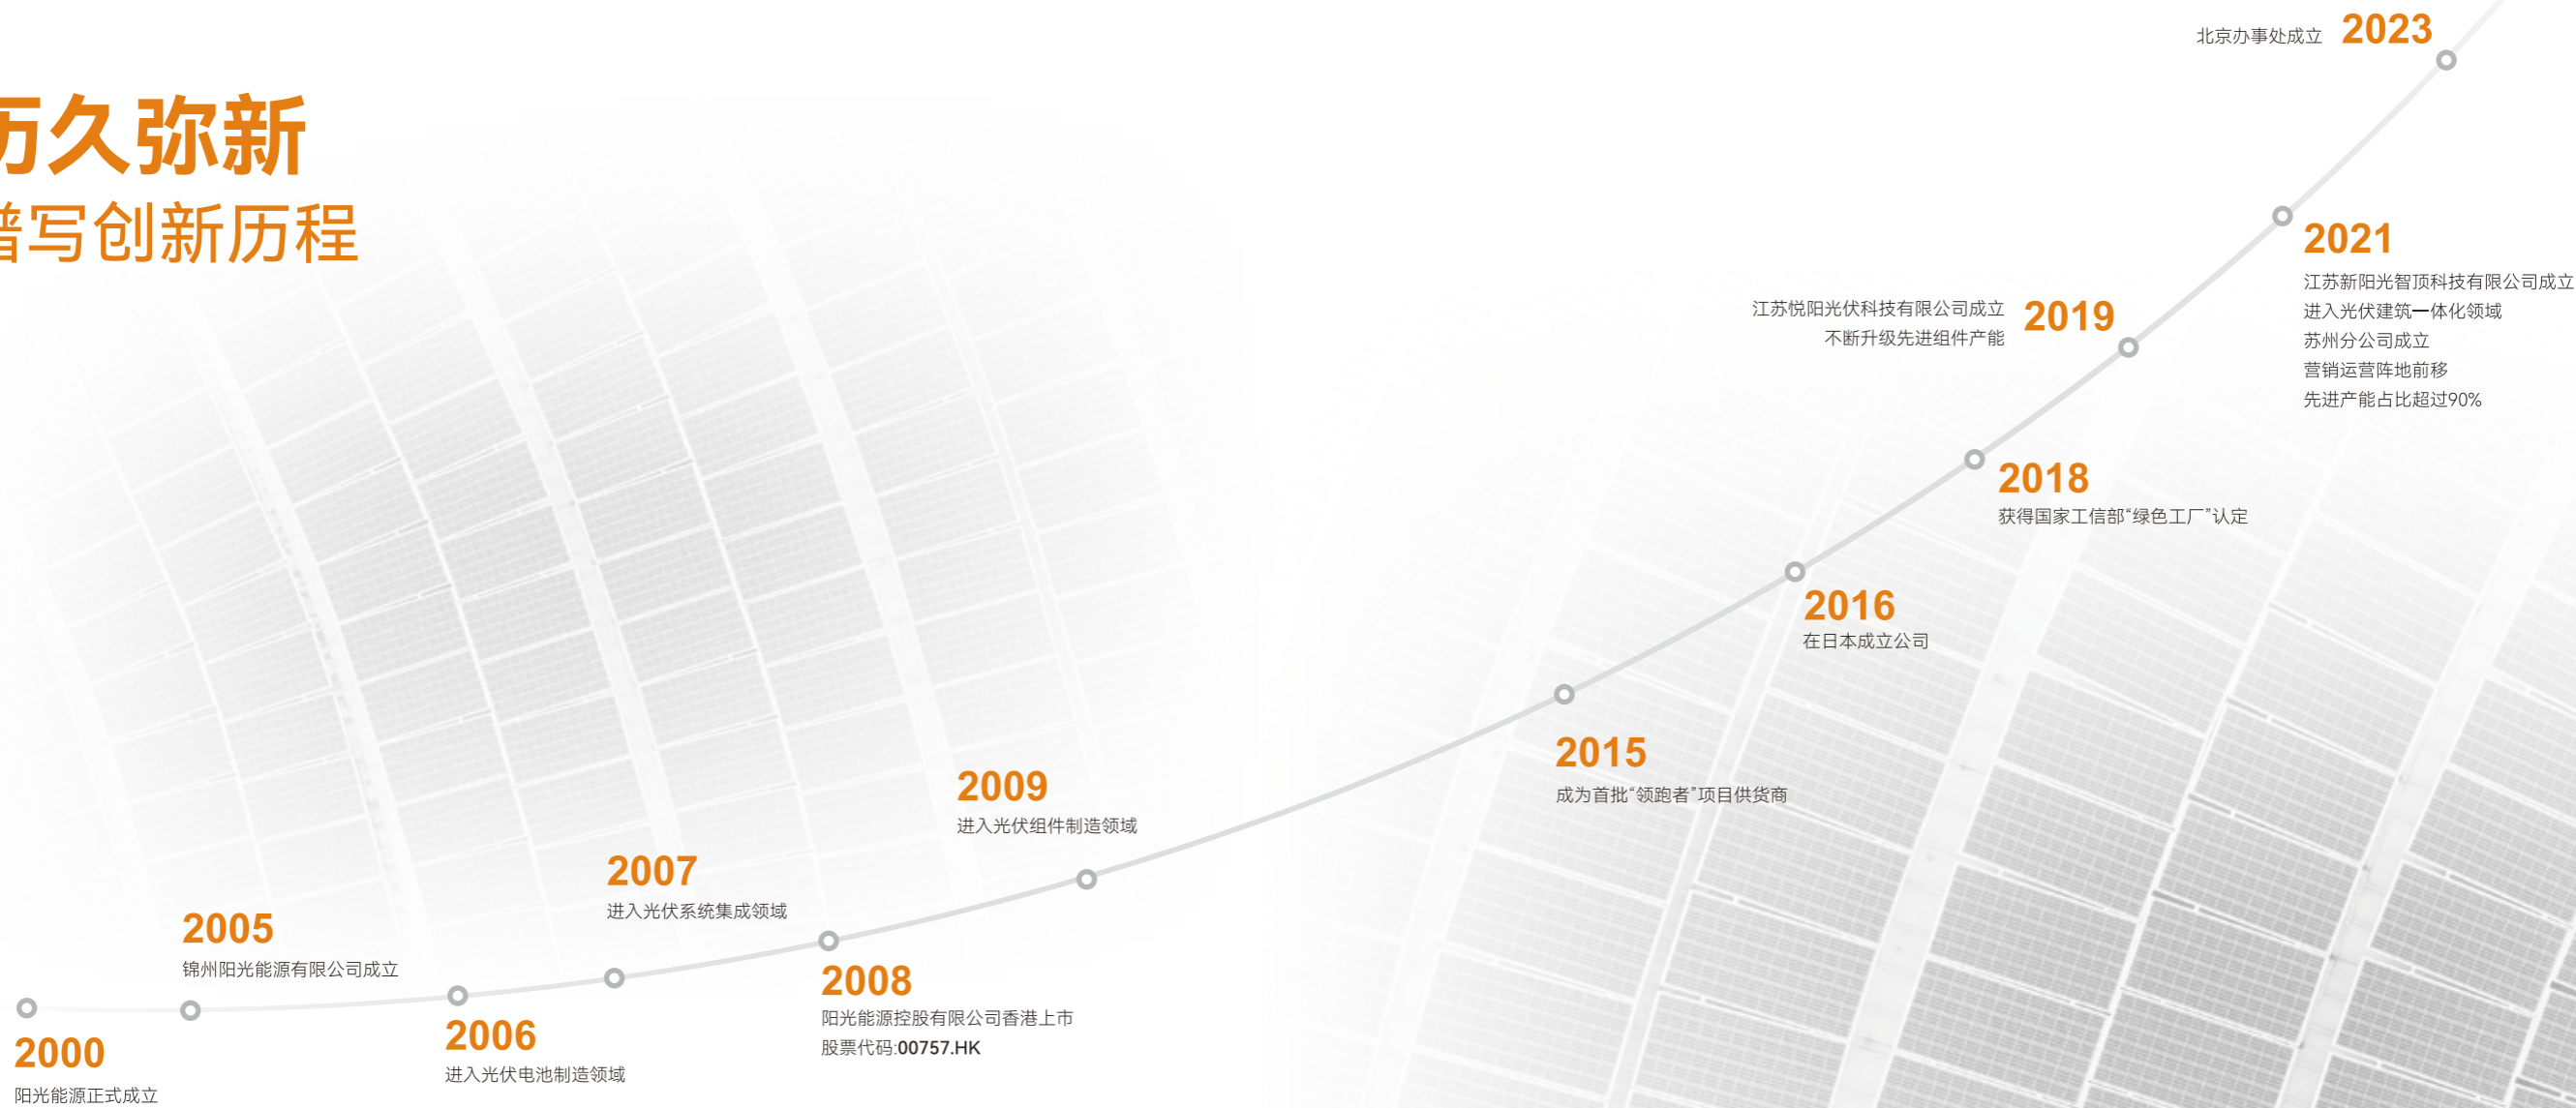 历久弥新
谱写创新历程
2000
阳光能源正式成立
2005
锦州阳光能源有限公司成立
2006
进入光伏电池制造领域
2007
进入光伏系统集成领域
2008
阳光能源控股有限公司香港上市
股票代码:00757.HK
2009
进入光伏组件制造领域
2015
成为首批“领跑者”项目供货商
2016
在日本成立公司
2018
获得国家工信部“绿色工厂”认定
2019
江苏悦阳光伏科技有限公司成立
不断升级先进组件产能
2021
江苏新阳光智顶科技有限公司成立
进入光伏建筑一体化领域
苏州分公司成立
营销运营阵地前移
先进产能占比超过90%
2023
北京办事处成立